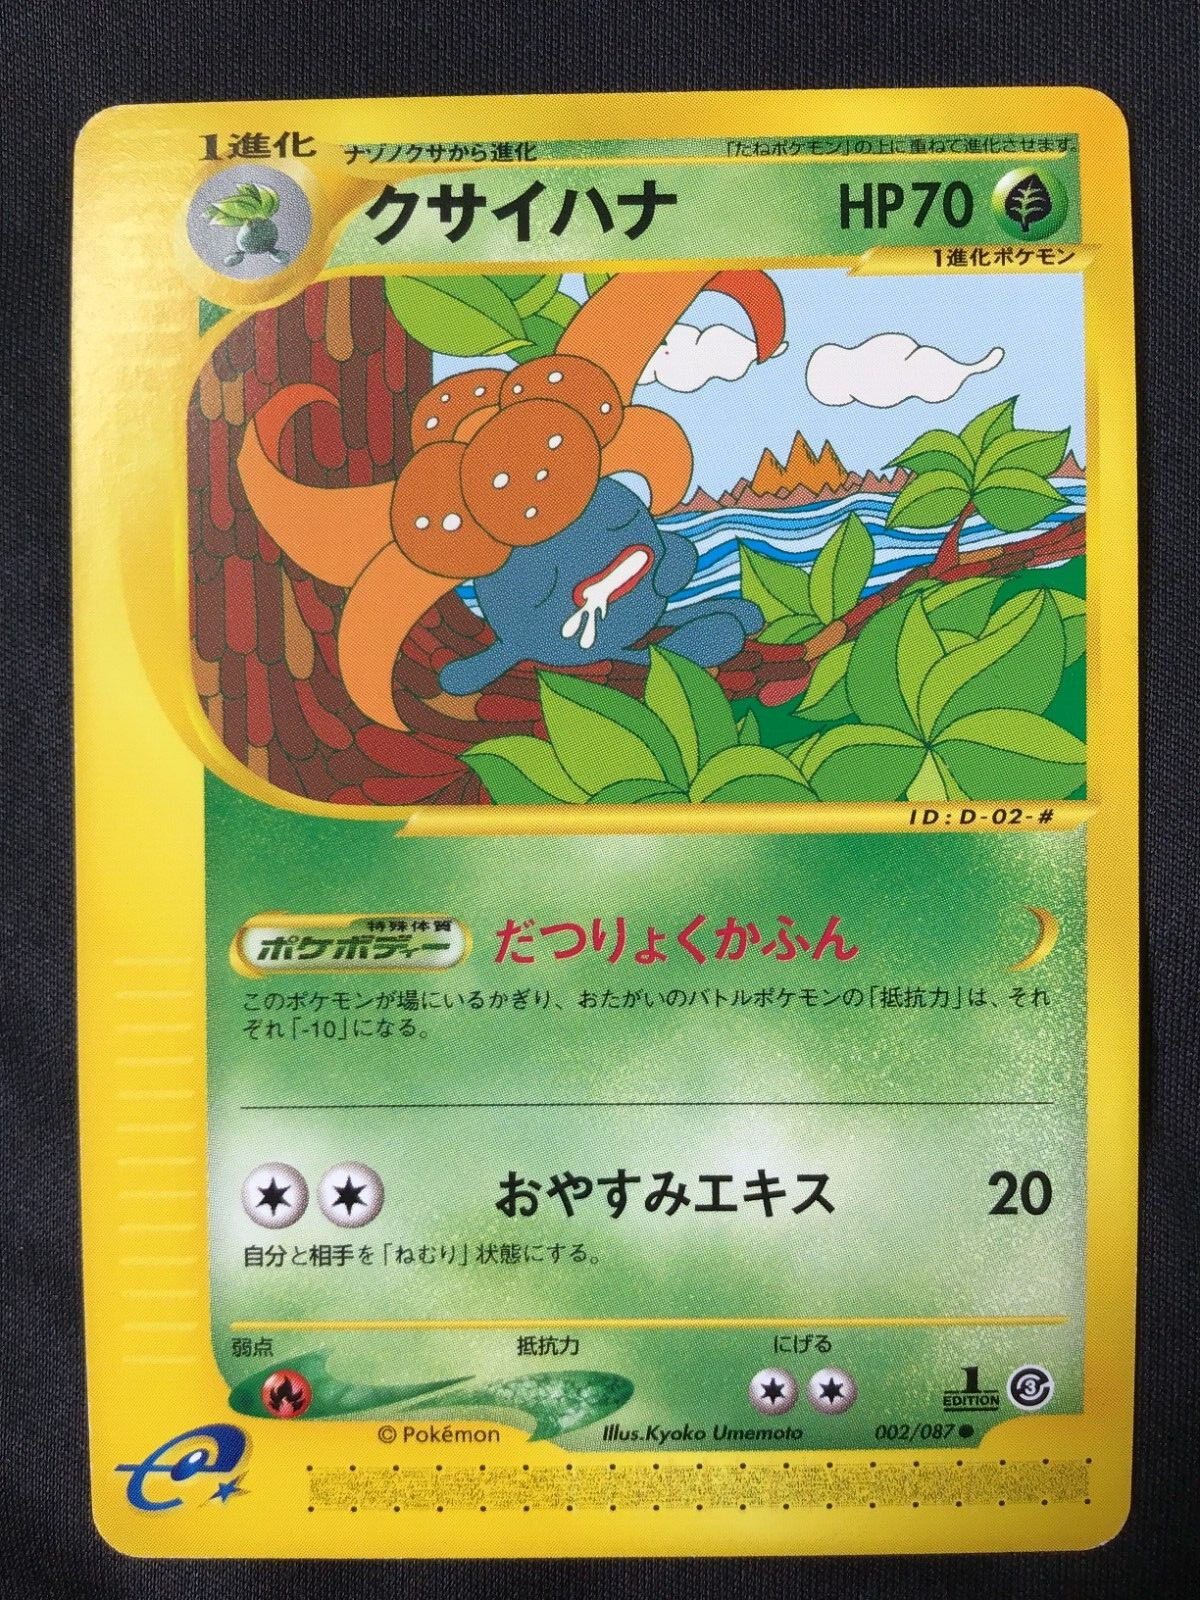 1進化
ナゾノクサから進化
「たねポケモン」の上に重ねて進化させます。
クサイハナ
HP70
1進化ポケモン
ID:D-02-#
特殊体質
ポケボディー
だつりょくかふん
このポケモンが場にいるかぎり、おたがいのバトルポケモンの「抵抗力」は、それ
ぞれ「-10」になる。
おやすみエキス 20
自分と相手を「ねむり」状態にする。
弱点 抵抗力 にげる
1
EDITION
3
© Pokémon
Illus.Kyoko Umemoto
002/087●
e